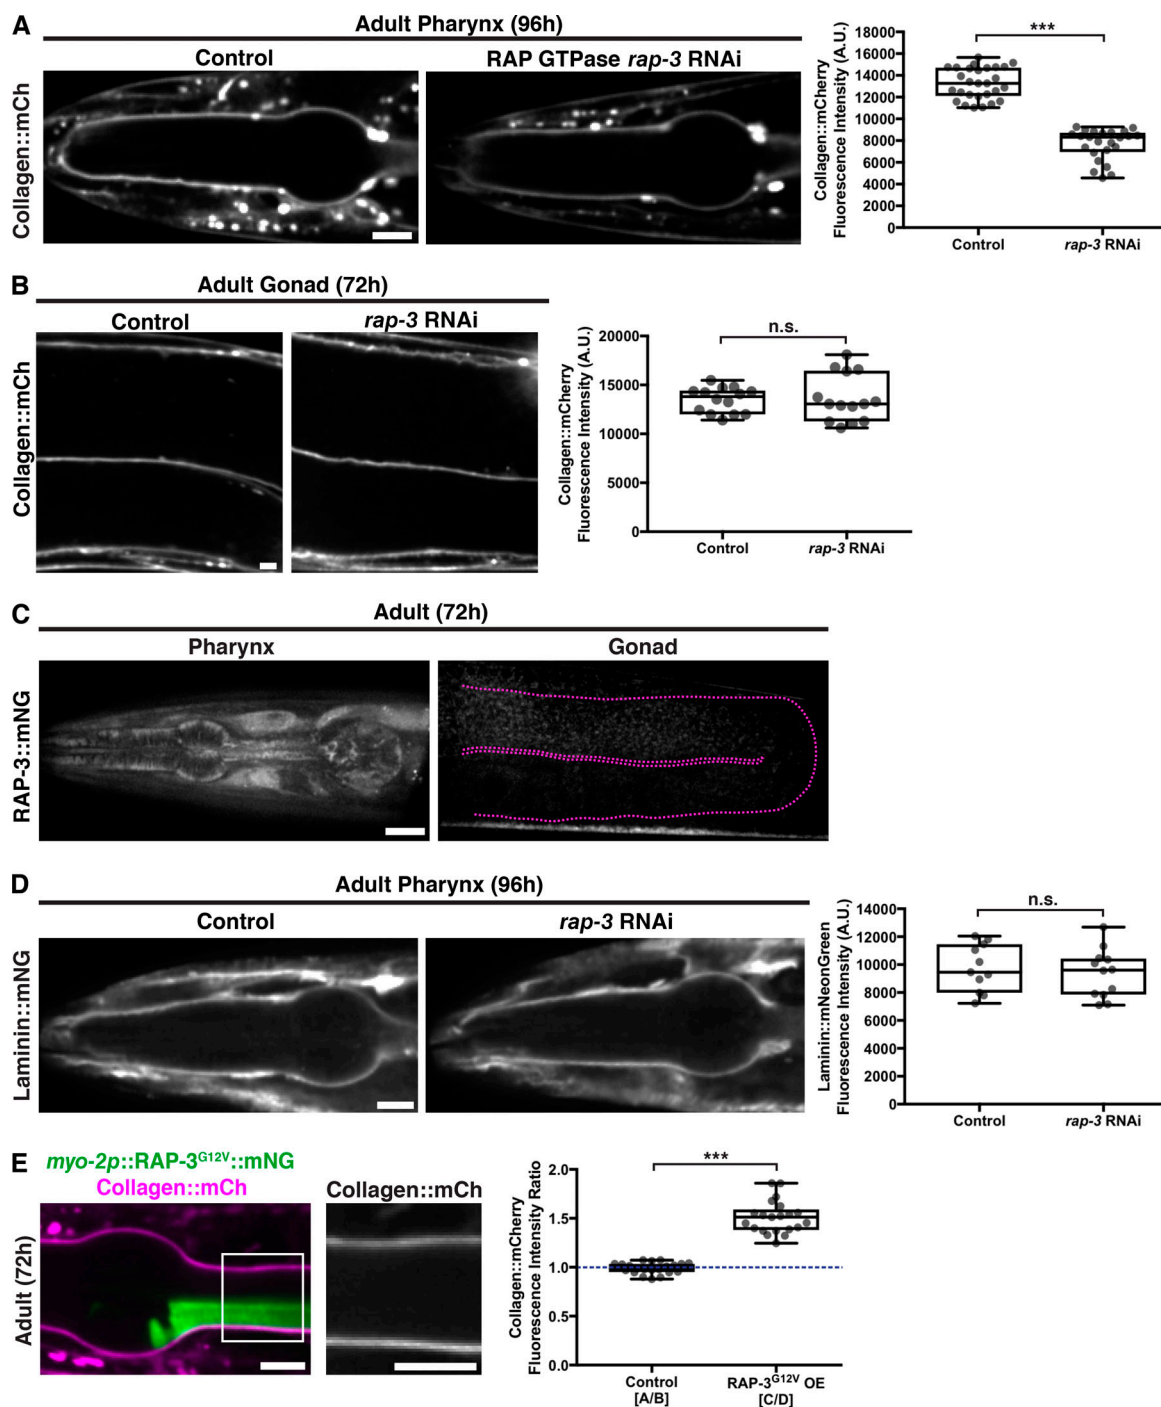 A
Adult Pharynx (96h)
Control
RAP GTPase rap-3 RNAi
Collagen::mCh
Collagen::mCherry
Fluorescence Intensity (A.U.)
18000
16000
14000
12000
10000
8000
6000
4000
2000
0
***
Control
rap-3 RNAi
B
Adult Gonad (72h)
Control
rap-3 RNAi
Collagen::mCh
Collagen::mCherry
Fluorescence Intensity (A.U.)
20000
15000
10000
5000
0
n.s.
Control
rap-3 RNAi
C
Adult (72h)
Pharynx
Gonad
RAP-3::mNG
D
Adult Pharynx (96h)
Control
rap-3 RNAi
Laminin::mNG
Laminin::mNeonGreen
Fluorescence Intensity (A.U.)
14000
12000
10000
8000
6000
4000
2000
0
n.s.
Control
rap-3 RNAi
E
myo-2p::RAP-3G12V::mNG
Collagen::mCh
Collagen::mCh
Adult (72h)
Collagen::mCherry
Fluorescence Intensity Ratio
2.0
1.5
1.0
0.5
0.0
***
Control
[A/B]
RAP-3G12V OE
[C/D]